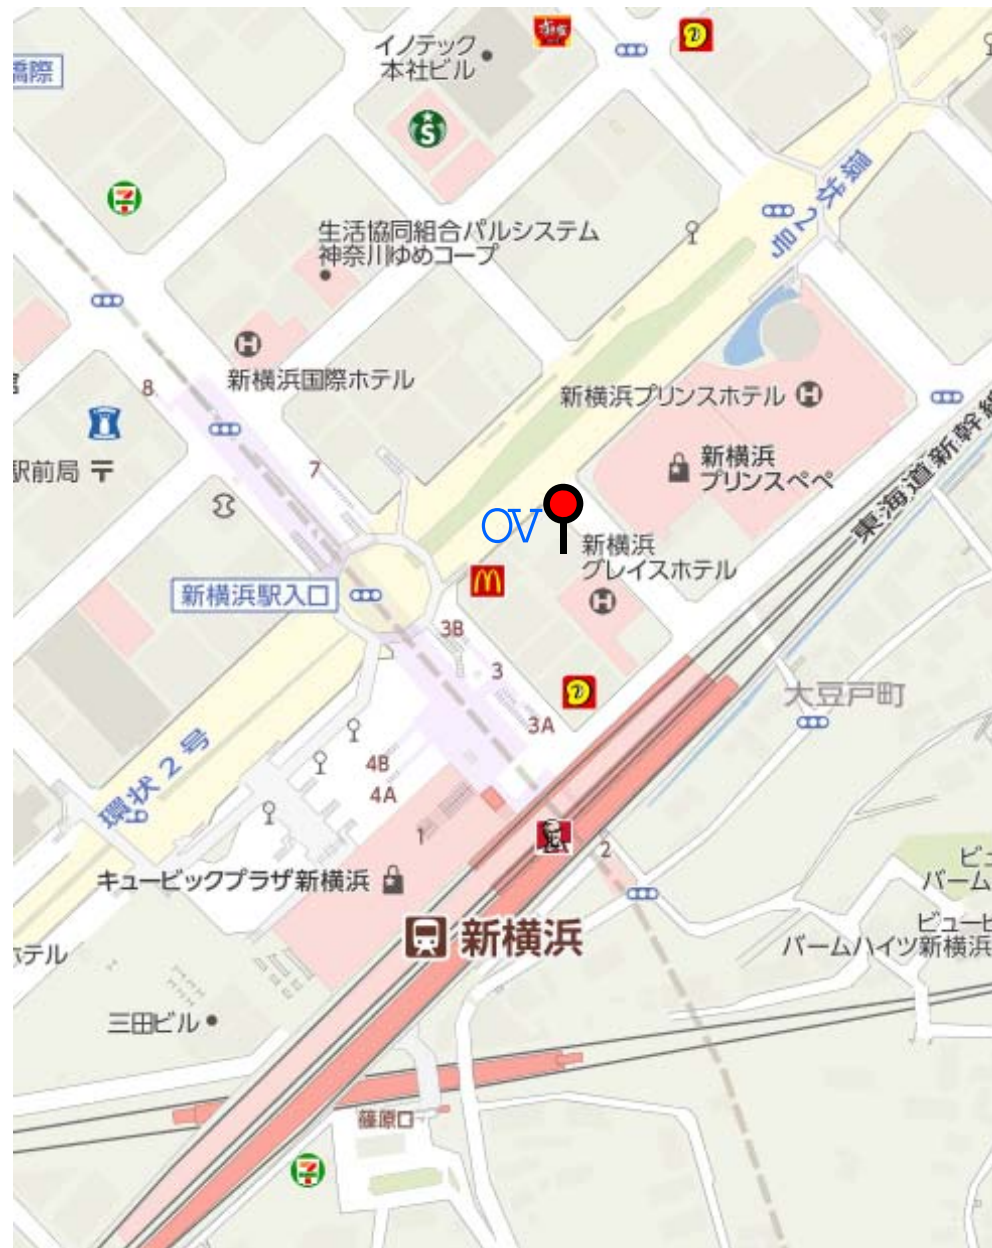 イノテック
本社ビル
橋際
生活協同組合パルシステム
神奈川ゆめコープ
環状2号
新横浜国際ホテル
8
新横浜プリンスホテル
駅前局
7
新横浜
プリンスペペ
東海道新幹線
OV
新横浜
グレイスホテル
新横浜駅入口
3B
3
大豆戸町
3A
環状2号
4B
4A
1
2
キュービックプラザ新横浜
ビュ
パーム
新横浜
ホテル
ビュービ
パームハイツ新横浜
三田ビル
篠原口